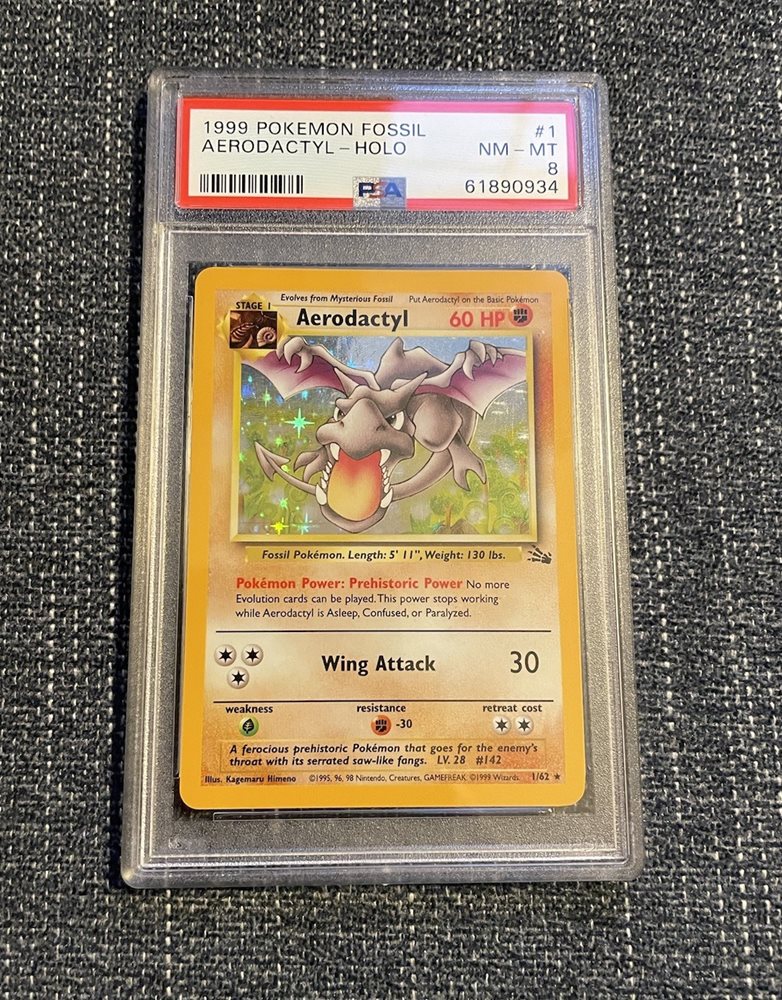 1999 POKEMON FOSSIL #1
AERODACTYL - HOLO NM - MT
8
PSA 61890934
Evolves from Mysterious Fossil Put Aerodactyl on the Basic Pokémon
STAGE 1
Aerodactyl 60 HP
Fossil Pokémon. Length: 5' 11", Weight: 130 lbs.
Pokémon Power: Prehistoric Power No more
Evolution cards can be played. This power stops working
while Aerodactyl is Asleep, Confused, or Paralyzed.
Wing Attack 30
weakness resistance retreat cost
-30
A ferocious prehistoric Pokémon that goes for the enemy's
throat with its serrated saw-like fangs. LV. 28 #142
Illus. Kagemaru Himeno ©1995, 96, 98 Nintendo, Creatures, GAMEFREAK. ©1999 Wizards. 1/62 ★